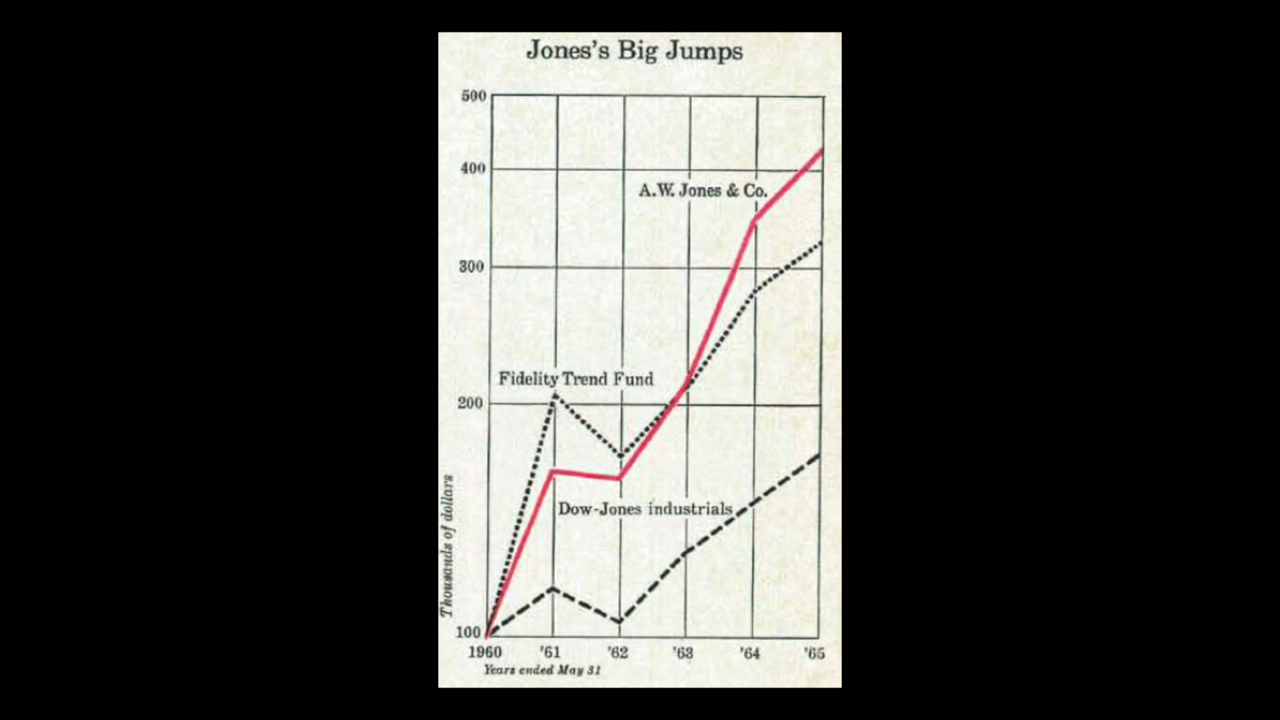 Jones's Big Jumps
500
400
A.W. Jones & Co.
300
Fidelity Trend Fund
200
Dow-Jones industrials
Thousands of dollars
100
1960 '61 '62 '63 '64 '65
Years ended May 31